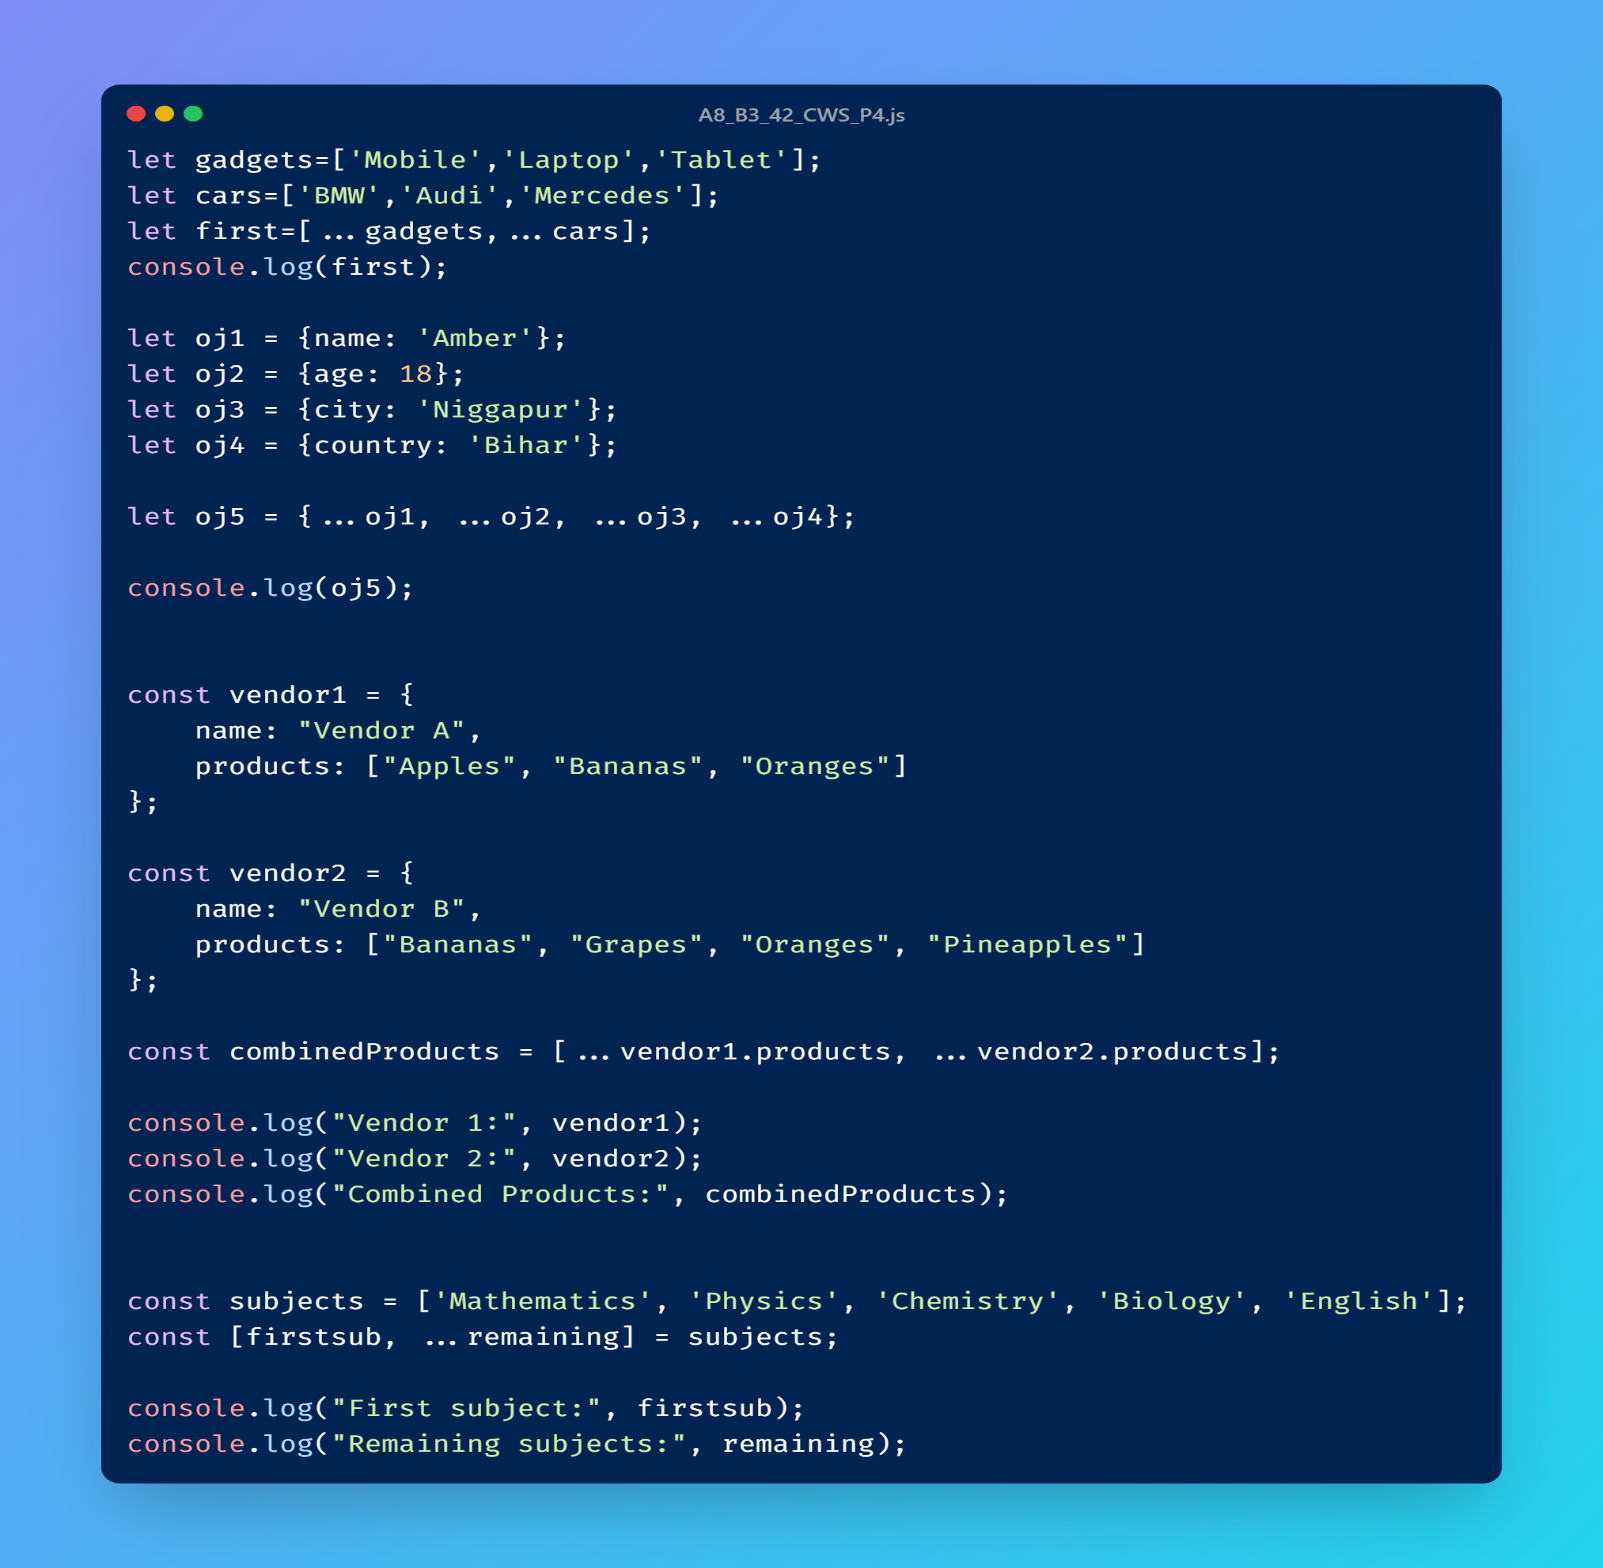 A8_B3_42_CWS_P4.js
let gadgets=['Mobile','Laptop','Tablet'];
let cars=['BMW','Audi','Mercedes'];
let first=[...gadgets,...cars];
console.log(first);
let oj1 = {name: 'Amber'};
let oj2 = {age: 18};
let oj3 = {city: 'Niggapur'};
let oj4 = {country: 'Bihar'};
let oj5 = {...oj1, ...oj2, ...oj3, ...oj4};
console.log(oj5);
const vendor1 = {
    name: "Vendor A",
    products: ["Apples", "Bananas", "Oranges"]
};
const vendor2 = {
    name: "Vendor B",
    products: ["Bananas", "Grapes", "Oranges", "Pineapples"]
};
const combinedProducts = [...vendor1.products, ...vendor2.products];
console.log("Vendor 1:", vendor1);
console.log("Vendor 2:", vendor2);
console.log("Combined Products:", combinedProducts);
const subjects = ['Mathematics', 'Physics', 'Chemistry', 'Biology', 'English'];
const [firstsub, ...remaining] = subjects;
console.log("First subject:", firstsub);
console.log("Remaining subjects:", remaining);